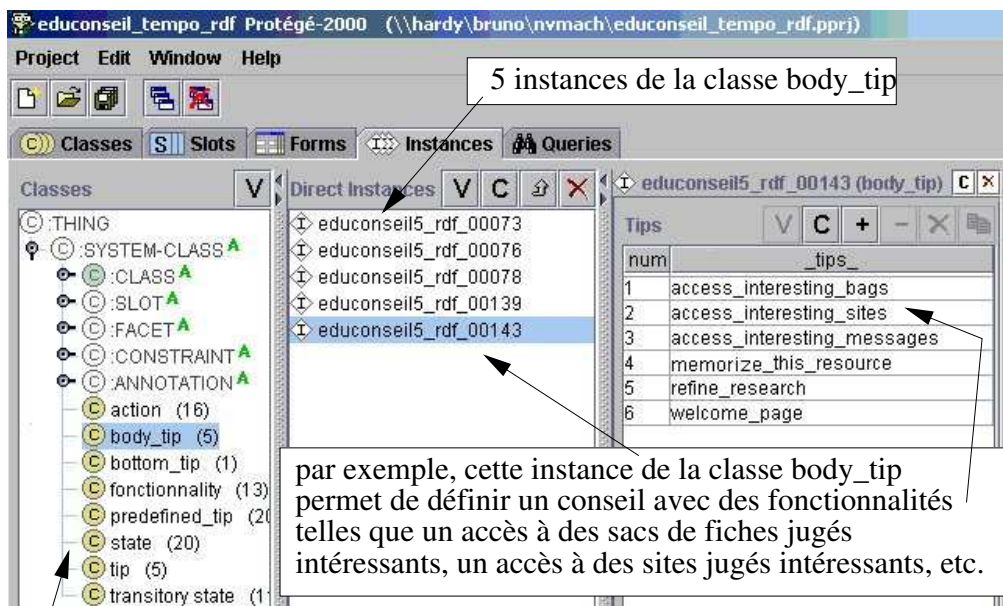 educonseil_tempo_rdf Protégé-2000 (\\hardy\bruno\nvmach\educonseil_tempo_rdf.pprj)
Project Edit Window Help
5 instances de la classe body_tip
Classes Slots Forms Instances Queries
Classes V
:THING
:SYSTEM-CLASS A
:CLASS A
:SLOT A
:FACET A
:CONSTRAINT A
:ANNOTATION A
action (16)
body_tip (5)
bottom_tip (1)
fonctionnality (13)
predefined_tip (2
state (20)
tip (5)
transitory state (1
Direct Instances V C
educonseil5_rdf_00073
educonseil5_rdf_00076
educonseil5_rdf_00078
educonseil5_rdf_00139
educonseil5_rdf_00143
educonseil5_rdf_00143 (body_tip) C ×
Tips V C + −
num _tips_
1 access_interesting_bags
2 access_interesting_sites
3 access_interesting_messages
4 memorize_this_resource
5 refine_research
6 welcome_page
par exemple, cette instance de la classe body_tip
permet de définir un conseil avec des fonctionnalités
telles que un accès à des sacs de fiches jugés
intéressants, un accès à des sites jugés intéressants, etc.